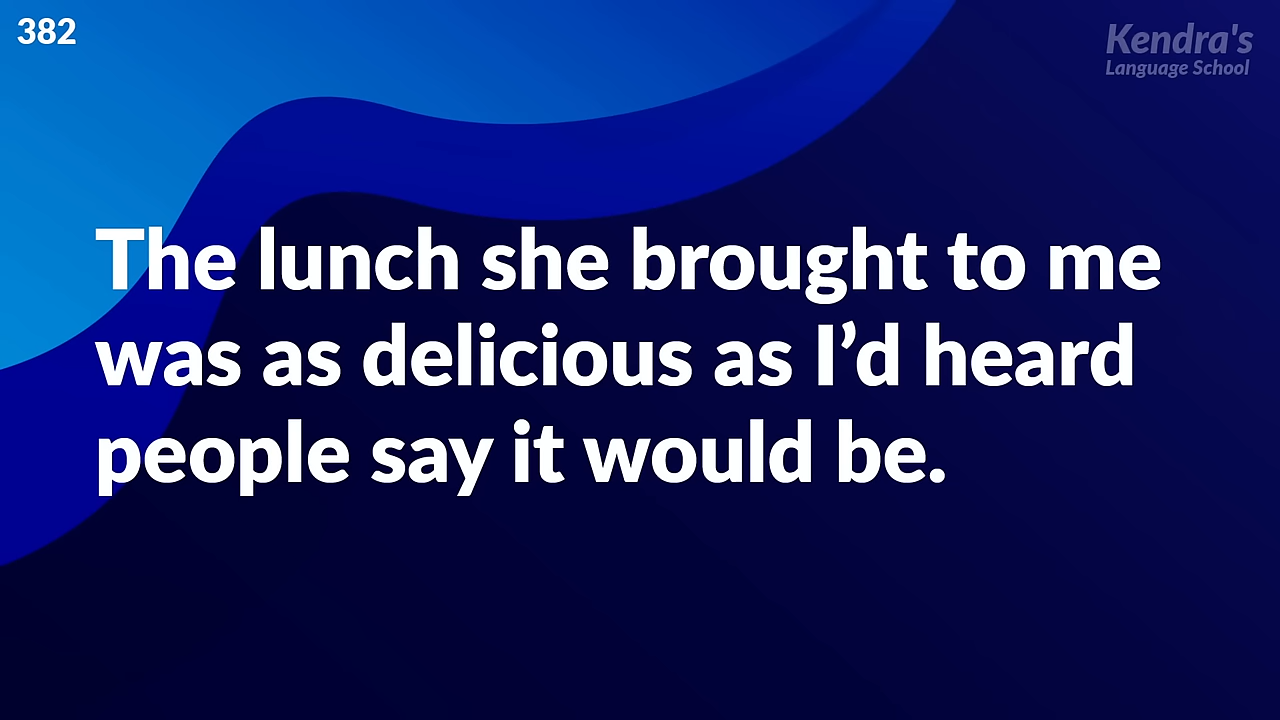 382
Kendra's
Language School
The lunch she brought to me
was as delicious as I’d heard
people say it would be.